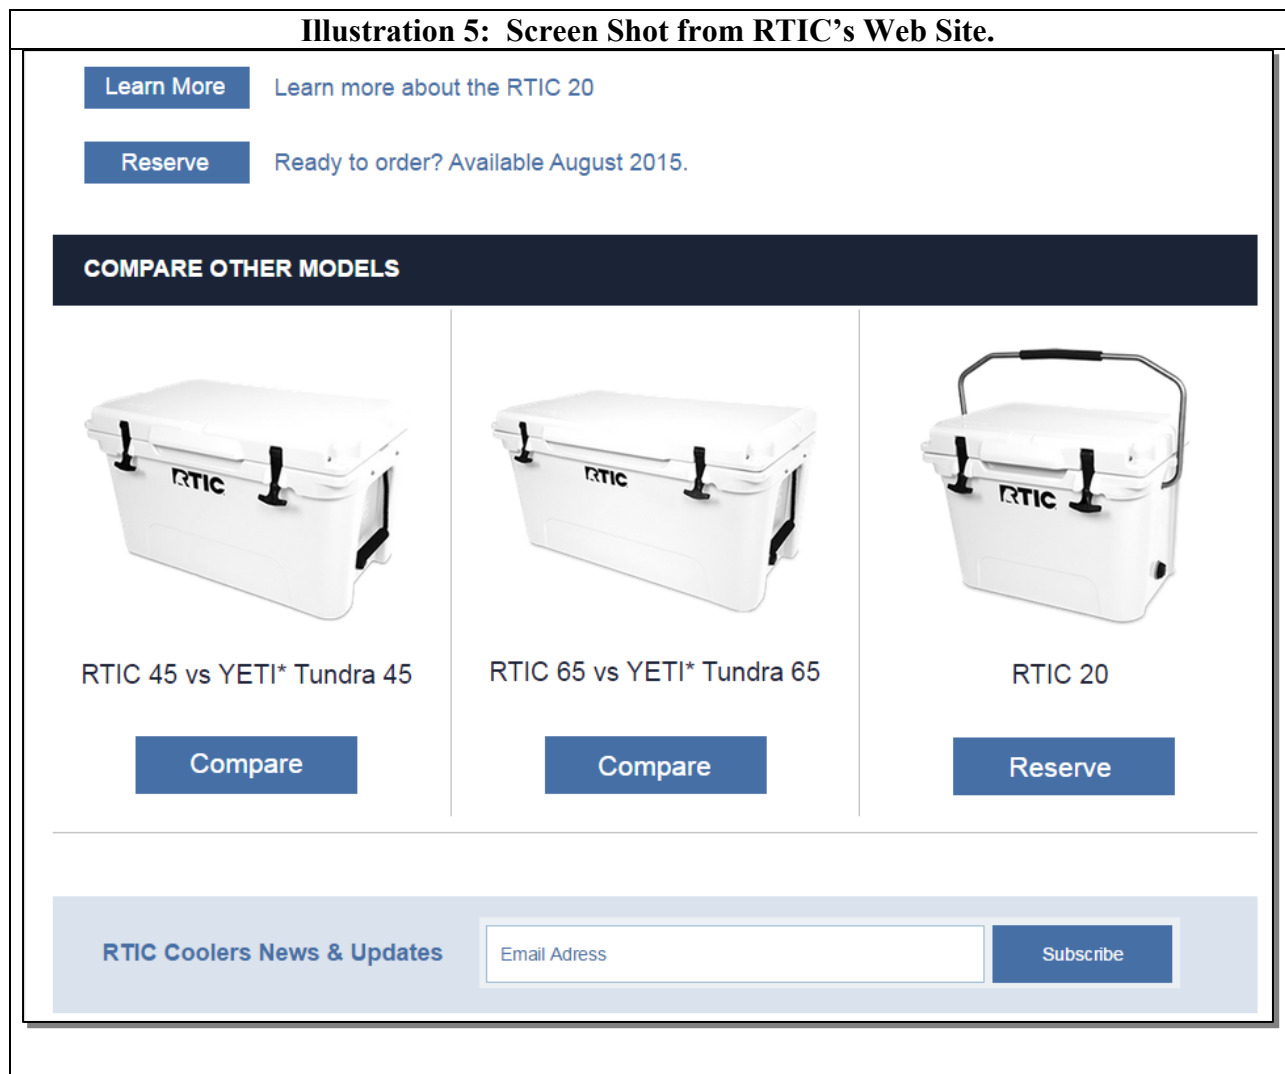 Illustration 5:  Screen Shot from RTIC’s Web Site.
Learn More
Learn more about the RTIC 20
Reserve
Ready to order? Available August 2015.
COMPARE OTHER MODELS
RTIC
RTIC
RTIC
RTIC 45 vs YETI* Tundra 45
RTIC 65 vs YETI* Tundra 65
RTIC 20
Compare
Compare
Reserve
RTIC Coolers News & Updates
Email Adress
Subscribe